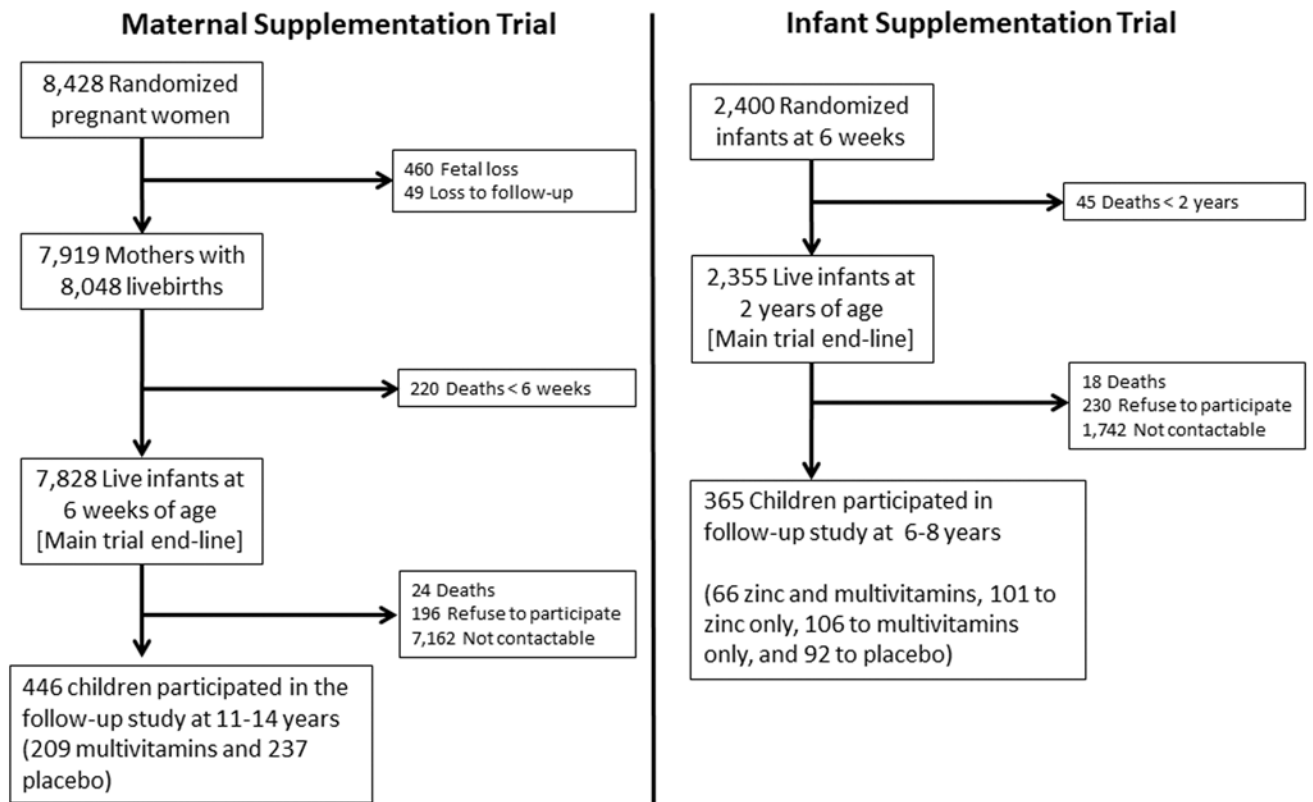 Maternal Supplementation Trial
8,428 Randomized
pregnant women
460 Fetal loss
49 Loss to follow-up
7,919 Mothers with
8,048 livebirths
220 Deaths < 6 weeks
7,828 Live infants at
6 weeks of age
[Main trial end-line]
24 Deaths
196 Refuse to participate
7,162 Not contactable
446 children participated in the
follow-up study at 11-14 years
(209 multivitamins and 237
placebo)
Infant Supplementation Trial
2,400 Randomized
infants at 6 weeks
45 Deaths < 2 years
2,355 Live infants at
2 years of age
[Main trial end-line]
18 Deaths
230 Refuse to participate
1,742 Not contactable
365 Children participated in
follow-up study at 6-8 years
(66 zinc and multivitamins, 101 to
zinc only, 106 to multivitamins
only, and 92 to placebo)